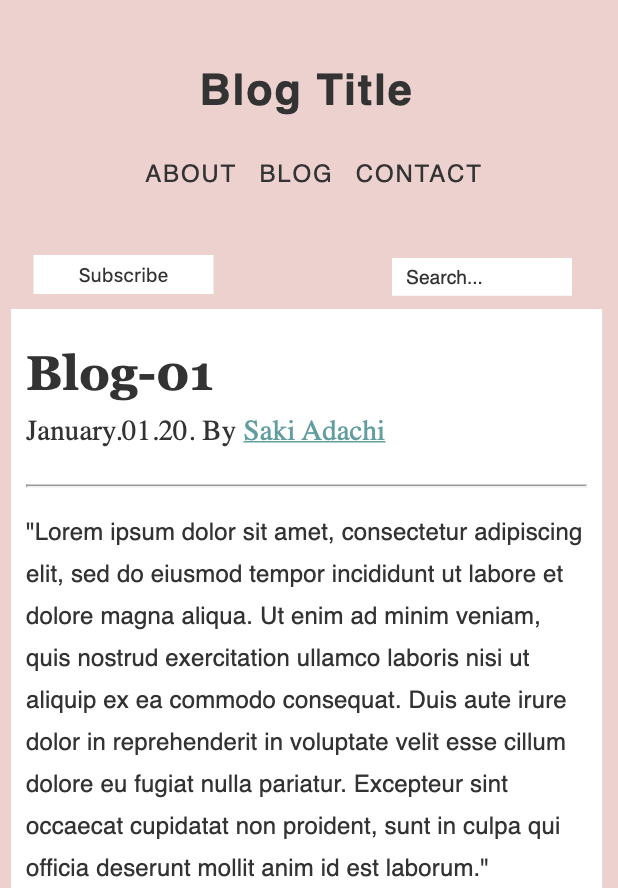 Blog Title
ABOUT BLOG CONTACT
Subscribe
Search...
Blog-01
January.01.20. By Saki Adachi
"Lorem ipsum dolor sit amet, consectetur adipiscing
elit, sed do eiusmod tempor incididunt ut labore et
dolore magna aliqua. Ut enim ad minim veniam,
quis nostrud exercitation ullamco laboris nisi ut
aliquip ex ea commodo consequat. Duis aute irure
dolor in reprehenderit in voluptate velit esse cillum
dolore eu fugiat nulla pariatur. Excepteur sint
occaecat cupidatat non proident, sunt in culpa qui
officia deserunt mollit anim id est laborum."